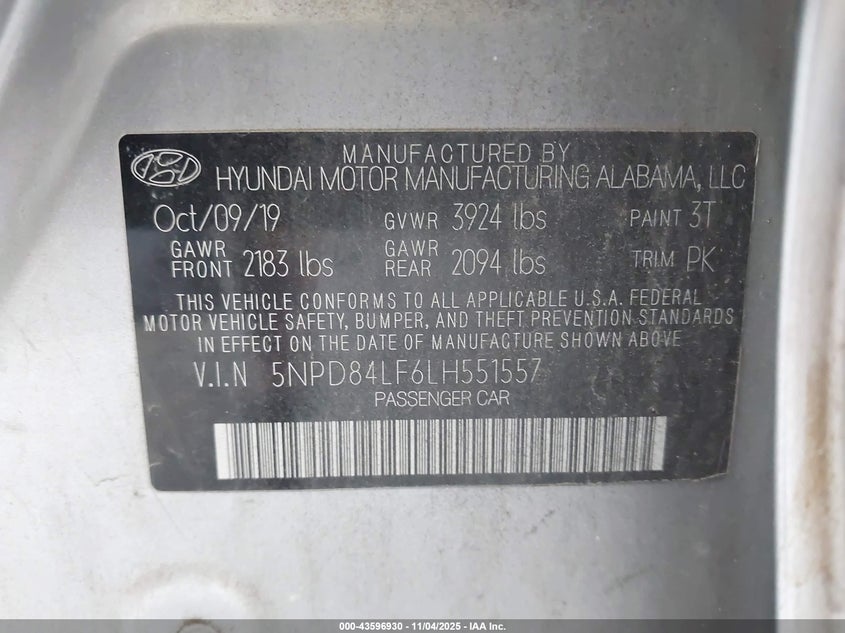 MANUFACTURED BY
HYUNDAI MOTOR MANUFACTURING ALABAMA, LLC
Oct/09/19 GVWR 3924 lbs PAINT 3T
GAWR FRONT 2183 lbs GAWR REAR 2094 lbs TRIM PK
THIS VEHICLE CONFORMS TO ALL APPLICABLE U.S.A. FEDERAL
MOTOR VEHICLE SAFETY, BUMPER, AND THEFT PREVENTION STANDARDS
IN EFFECT ON THE DATE OF MANUFACTURE SHOWN ABOVE
V.I.N 5NPD84LF6LH551557
PASSENGER CAR
000-43596930 - 11/04/2025 - IAA Inc.